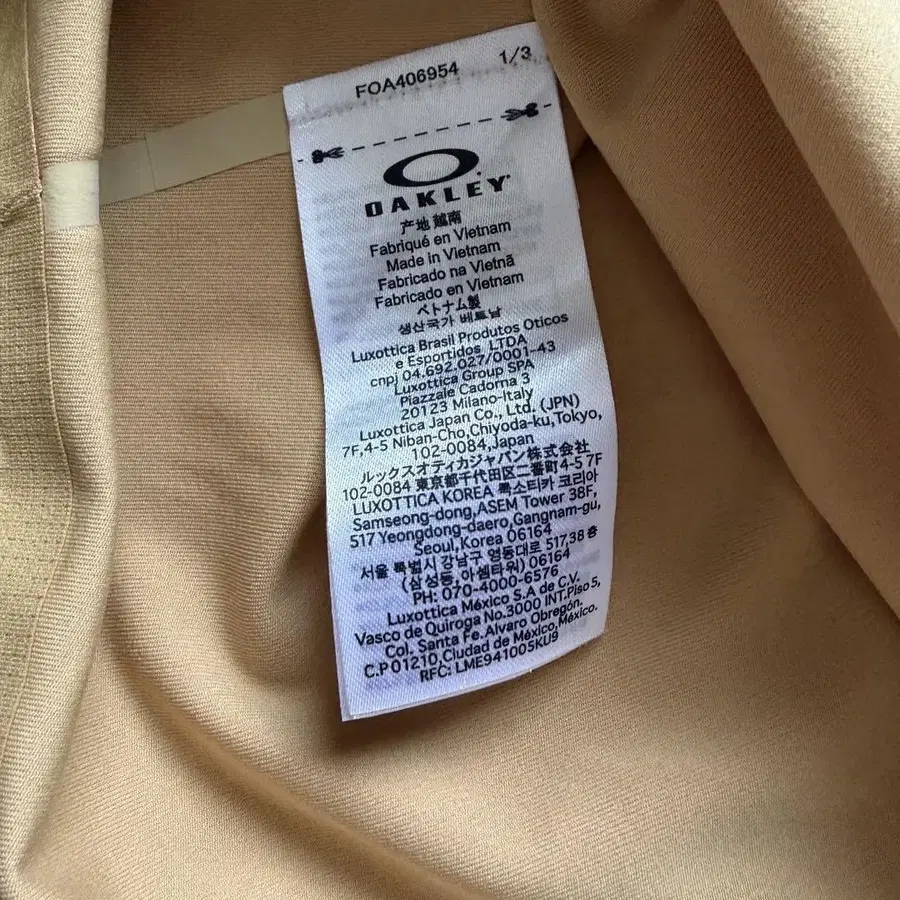 FOA406954 1/3
OAKLEY
产地 越南
Fabriqué en Vietnam
Made in Vietnam
Fabricado na Vietnã
Fabricado en Vietnam
ベトナム製
생산국가 베트남
Luxottica Brasil Produtos Oticos
e Esportidos, LTDA
cnpj 04.692.027/0001-43
Luxottica Group SPA
Piazzale Cadorna 3
20123 Milano-Italy
Luxottica Japan Co., Ltd. (JPN)
7F,4-5 Niban-Cho,Chiyoda-ku,Tokyo,
102-0084,Japan
ルックスオティカジャパン株式会社
102-0084 東京都千代田区二番町4-5 7F
LUXOTTICA KOREA 룩스티카 코리아
Samseong-dong,ASEM Tower 38F,
517 Yeongdong-daero,Gangnam-gu,
Seoul,Korea 06164
서울 특별시 강남구 영동대로 517,38 층
(삼성동,아셈타워) 06164
PH: 070-4000-6576
Luxottica México S.A de C.V.
Vasco de Quiroga No.3000 INT.Piso 5,
Col. Santa Fe.Alvaro Obregón.
C.P 01210 Ciudad de México,México.
RFC: LME941005KU9